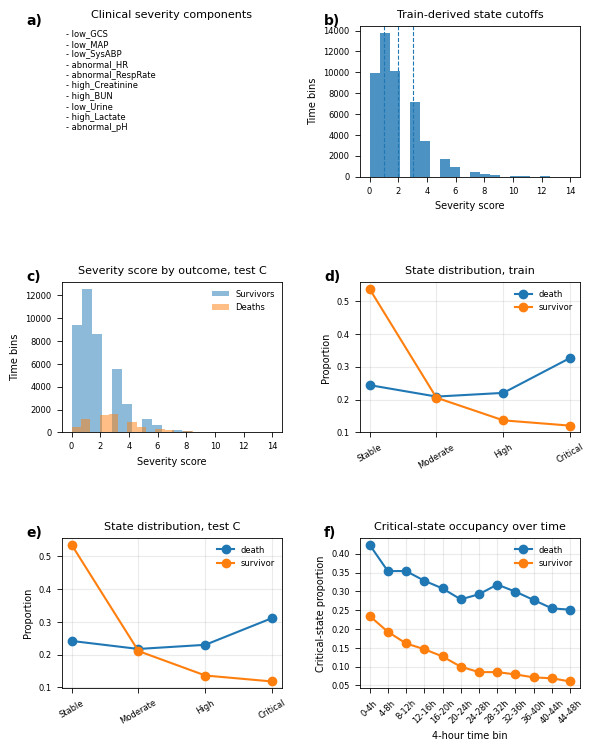 a)
Clinical severity components
- low_GCS
- low_MAP
- low_SysABP
- abnormal_HR
- abnormal_RespRate
- high_Creatinine
- high_BUN
- low_Urine
- high_Lactate
- abnormal_pH
b)
Train-derived state cutoffs
Time bins
14000
12000
10000
8000
6000
4000
2000
0
0 2 4 6 8 10 12 14
Severity score
c)
Severity score by outcome, test C
Survivors
Deaths
Time bins
12000
10000
8000
6000
4000
2000
0
0 2 4 6 8 10 12 14
Severity score
d)
State distribution, train
death
survivor
Proportion
0.5
0.4
0.3
0.2
0.1
Stable Moderate High Critical
e)
State distribution, test C
death
survivor
Proportion
0.5
0.4
0.3
0.2
0.1
Stable Moderate High Critical
f)
Critical-state occupancy over time
death
survivor
Critical-state proportion
0.40
0.35
0.30
0.25
0.20
0.15
0.10
0.05
0-4h 4-8h 8-12h 12-16h 16-20h 20-24h 24-28h 28-32h 32-36h 36-40h 40-44h 44-48h
4-hour time bin